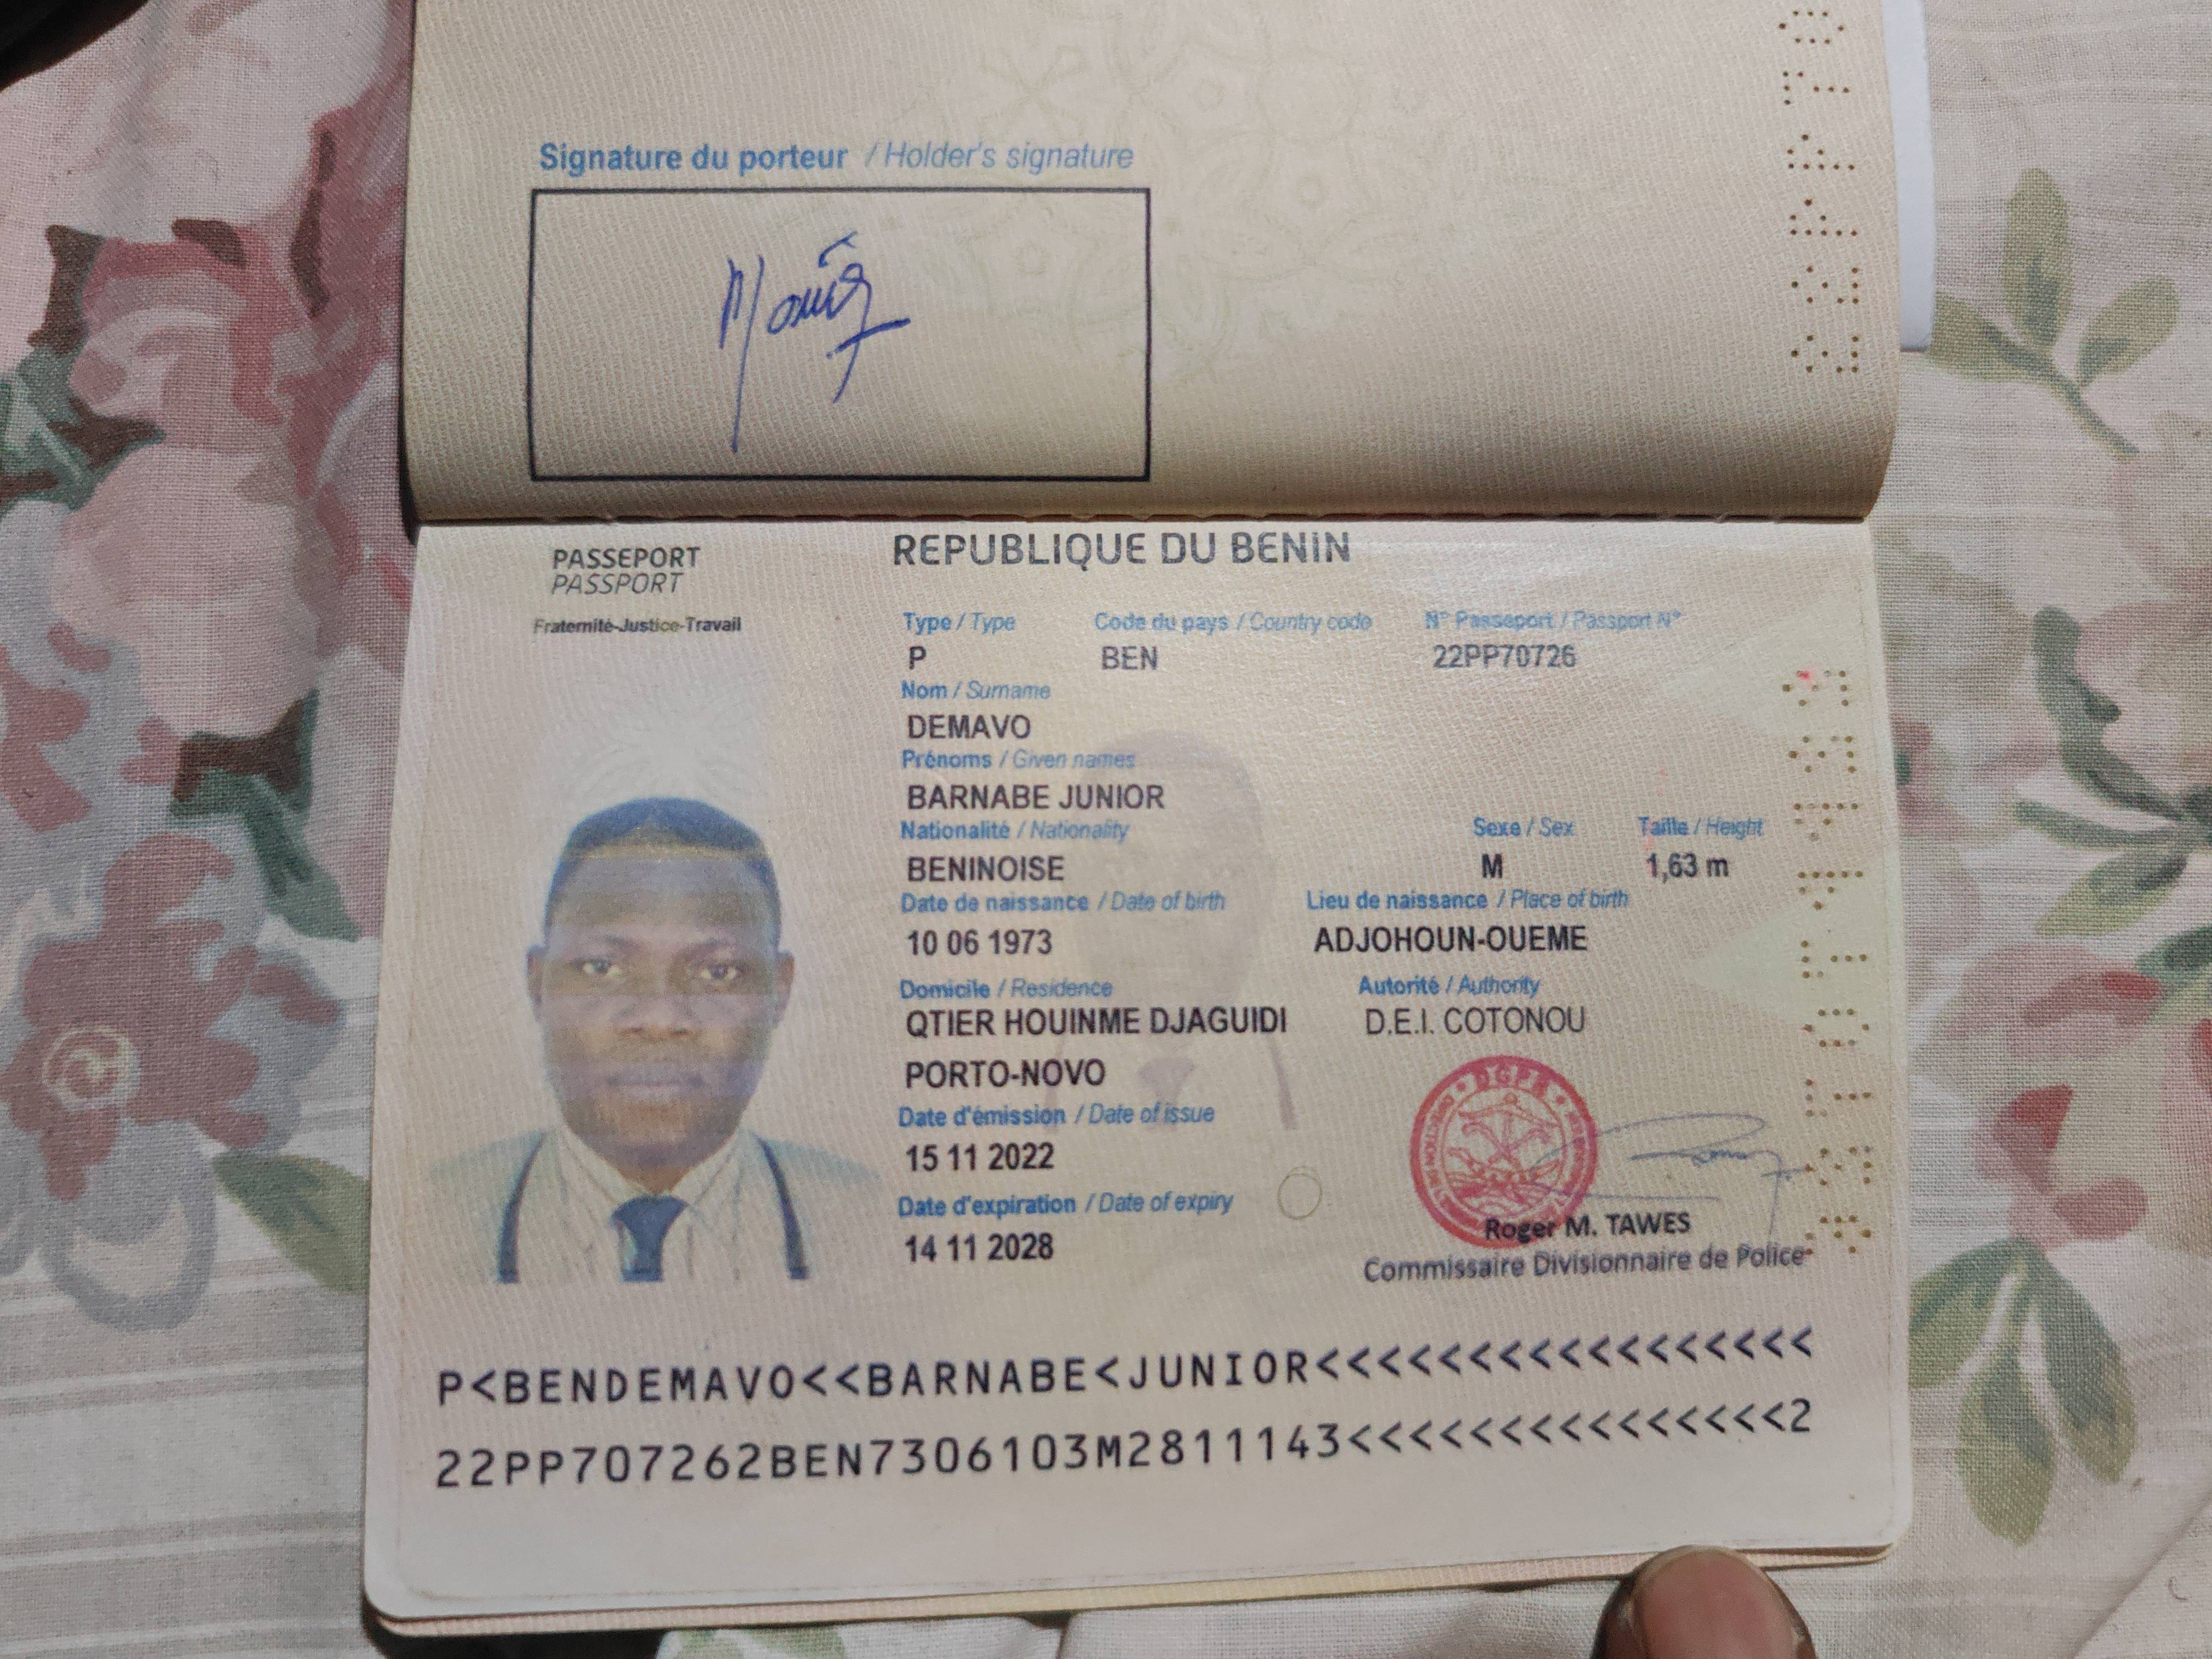 Signature du porteur / Holder's signature
PASSEPORT
PASSPORT
Fraternité-Justice-Travail
REPUBLIQUE DU BENIN
Type / Type Code du pays / Country code N° Passeport / Passport N°
P BEN 22PP70726
Nom / Surname
DEMAVO
Prénoms / Given names
BARNABE JUNIOR
Nationalité / Nationality Sexe / Sex Taille / Height
BENINOISE M 1,63 m
Date de naissance / Date of birth Lieu de naissance / Place of birth
10 06 1973 ADJOHOUN-OUEME
Domicile / Residence Autorité / Authority
QTIER HOUINME DJAGUIDI D.E.I. COTONOU
PORTO-NOVO
Date d'émission / Date of issue
15 11 2022
Date d'expiration / Date of expiry
14 11 2028
DGPN
Roger M. TAWES
Commissaire Divisionnaire de Police
P<BENDEMAVO<<BARNABE<JUNIOR<<<<<<<<<<<<<<<<<
22PP707262BEN7306103M2811143<<<<<<<<<<<<<<<2